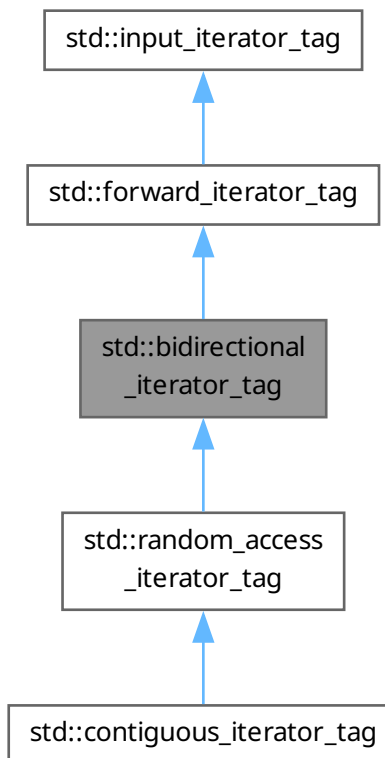 std::input_iterator_tag
std::forward_iterator_tag
std::bidirectional
_iterator_tag
std::random_access
_iterator_tag
std::contiguous_iterator_tag